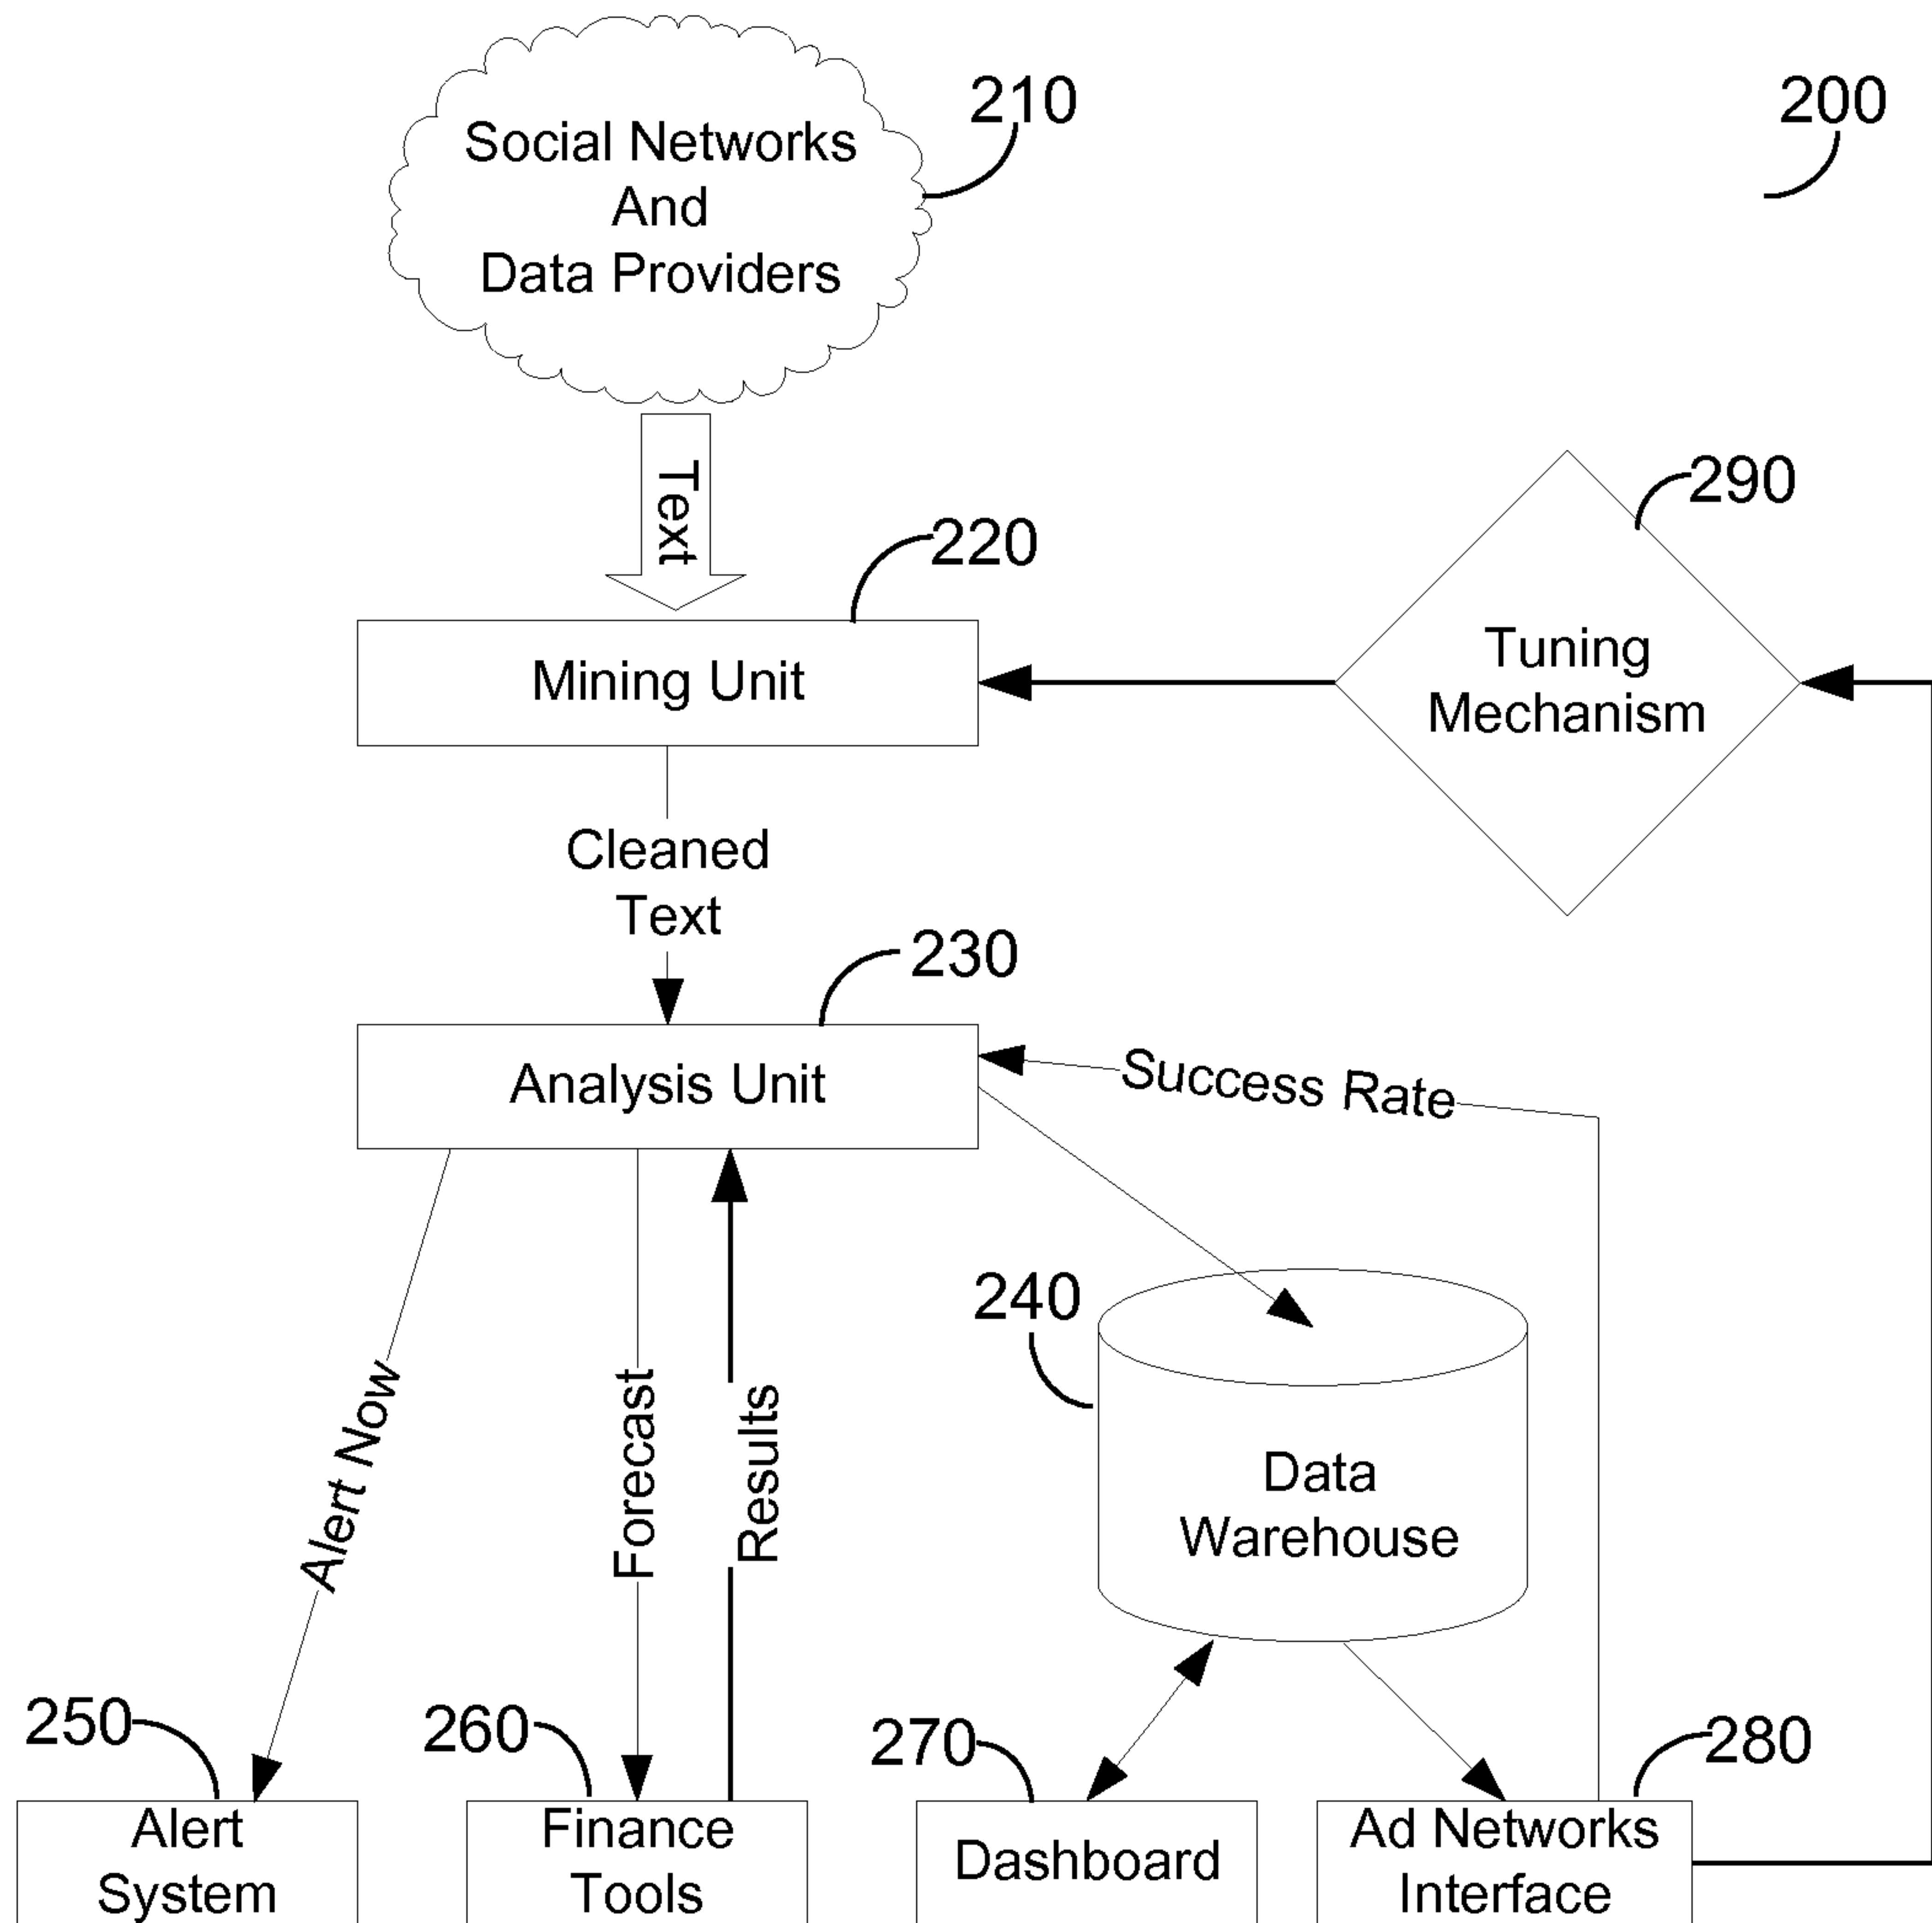 210
200
Social Networks
And
Data Providers
Text
290
220
Tuning
Mechanism
Mining Unit
Cleaned
Text
230
Analysis Unit
Success Rate
240
Data
Warehouse
Alert Now
Forecast
Results
250
260
270
280
Alert
System
Finance
Tools
Dashboard
Ad Networks
Interface